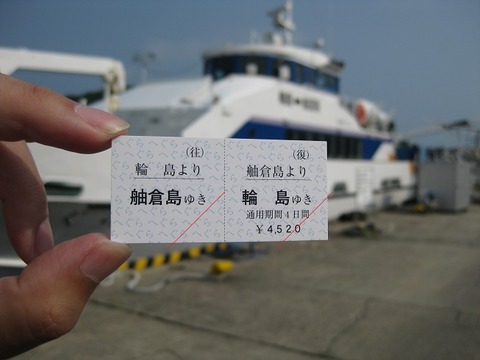 (往)
輪 島より
舳倉島ゆき
(復)
舳倉島より
輪 島ゆき
通用期間4日間
￥4,520